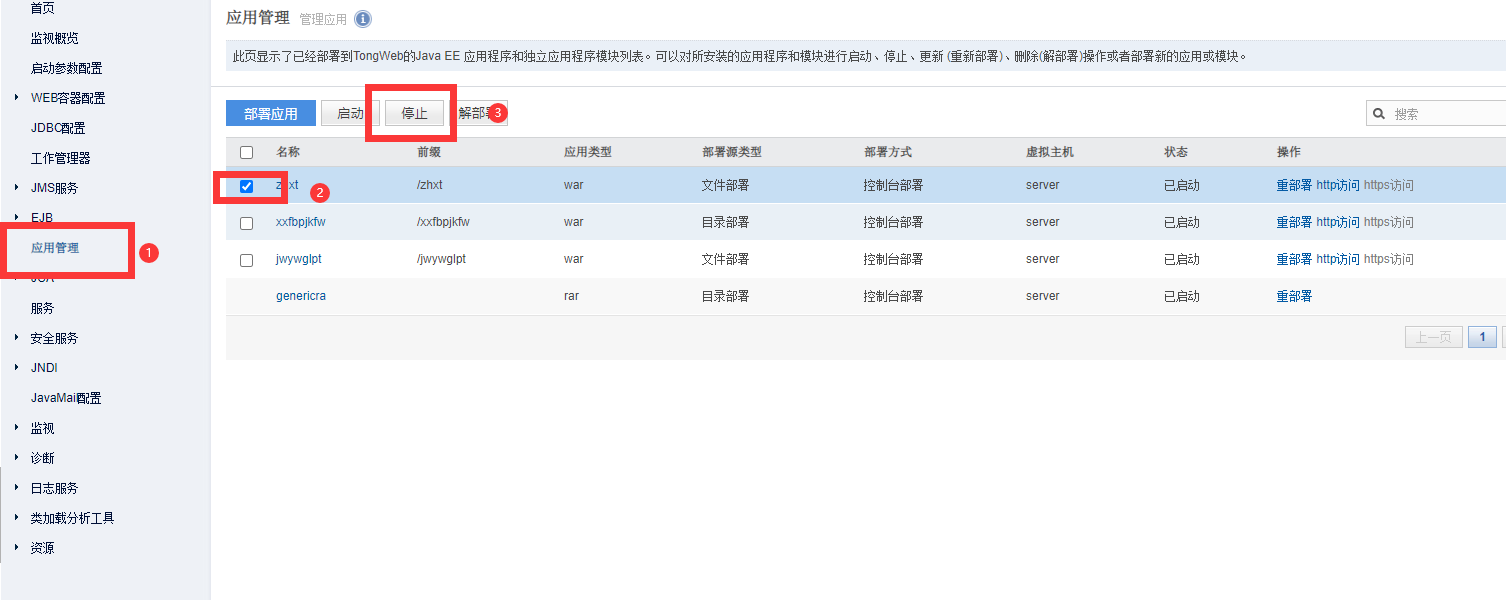 首页
监视概览
启动参数配置
WEB容器配置
JDBC配置
工作管理器
JMS服务
EJB
应用管理
1
服务
安全服务
JNDI
JavaMail配置
监视
诊断
日志服务
类加载分析工具
资源
应用管理 管理应用
此页显示了已经部署到TongWeb的Java EE 应用程序和独立应用程序模块列表。可以对所安装的应用程序和模块进行启动、停止、更新 (重新部署)、删除(解部署)操作或者部署新的应用或模块。
部署应用 启动 停止 解部署 3 搜索
名称 前缀 应用类型 部署源类型 部署方式 虚拟主机 状态 操作
zhxt 2 /zhxt war 文件部署 控制台部署 server 已启动 重部署 http访问 https访问
xxfbpjkfw /xxfbpjkfw war 目录部署 控制台部署 server 已启动 重部署 http访问 https访问
jwywglpt /jwywglpt war 文件部署 控制台部署 server 已启动 重部署 http访问 https访问
genericra rar 目录部署 控制台部署 server 已启动 重部署
上一页 1